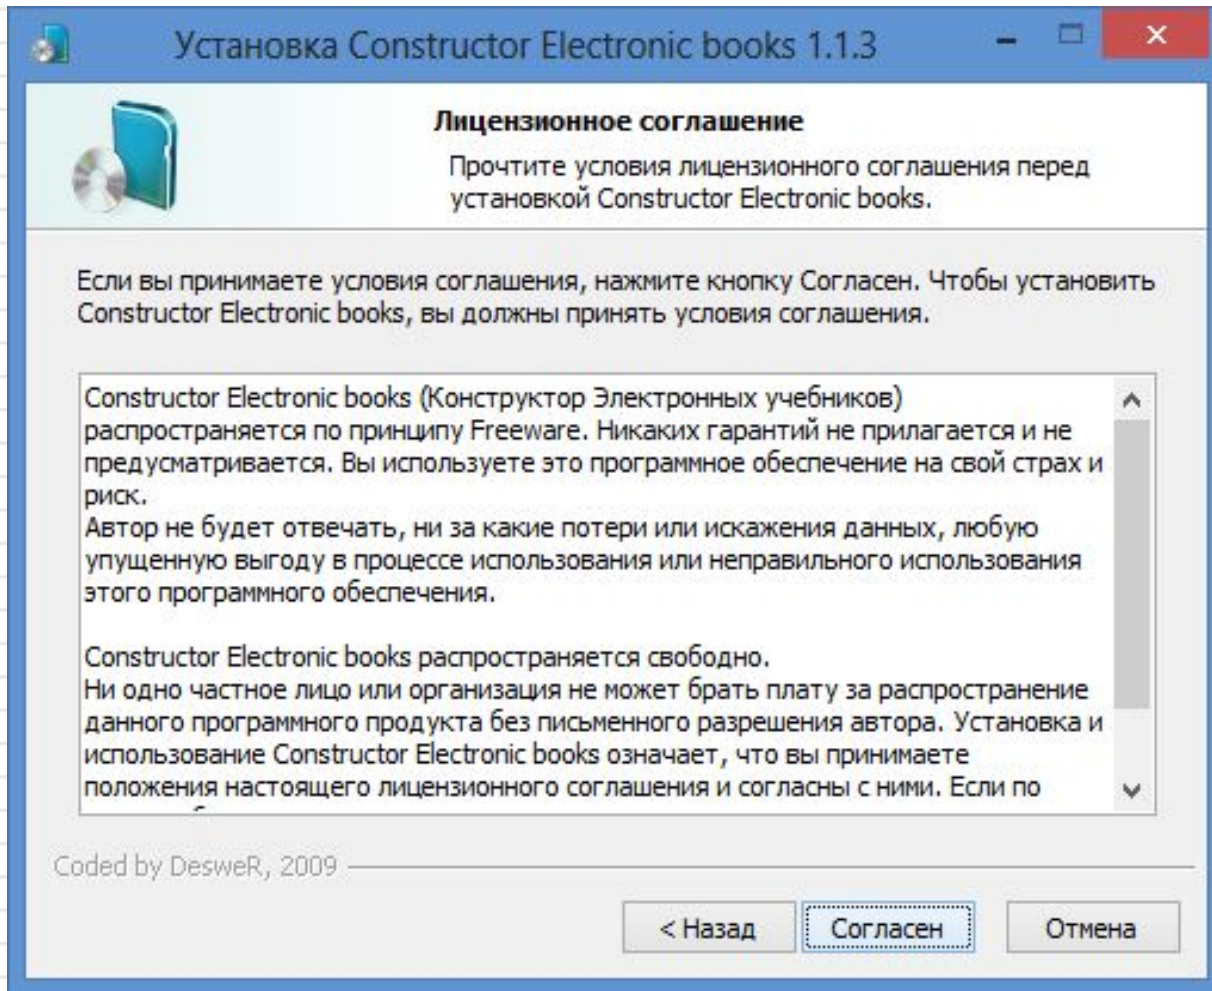 Установка Constructor Electronic books 1.1.3
Лицензионное соглашение
Прочтите условия лицензионного соглашения перед
установкой Constructor Electronic books.
Если вы принимаете условия соглашения, нажмите кнопку Согласен. Чтобы установить
Constructor Electronic books, вы должны принять условия соглашения.
Constructor Electronic books (Конструктор Электронных учебников)
распространяется по принципу Freeware. Никаких гарантий не прилагается и не
предусматривается. Вы используете это программное обеспечение на свой страх и
риск.
Автор не будет отвечать, ни за какие потери или искажения данных, любую
упущенную выгоду в процессе использования или неправильного использования
этого программного обеспечения.
Constructor Electronic books распространяется свободно.
Ни одно частное лицо или организация не может брать плату за распространение
данного программного продукта без письменного разрешения автора. Установка и
использование Constructor Electronic books означает, что вы принимаете
положения настоящего лицензионного соглашения и согласны с ними. Если по
Coded by DesweR, 2009
< Назад
Согласен
Отмена